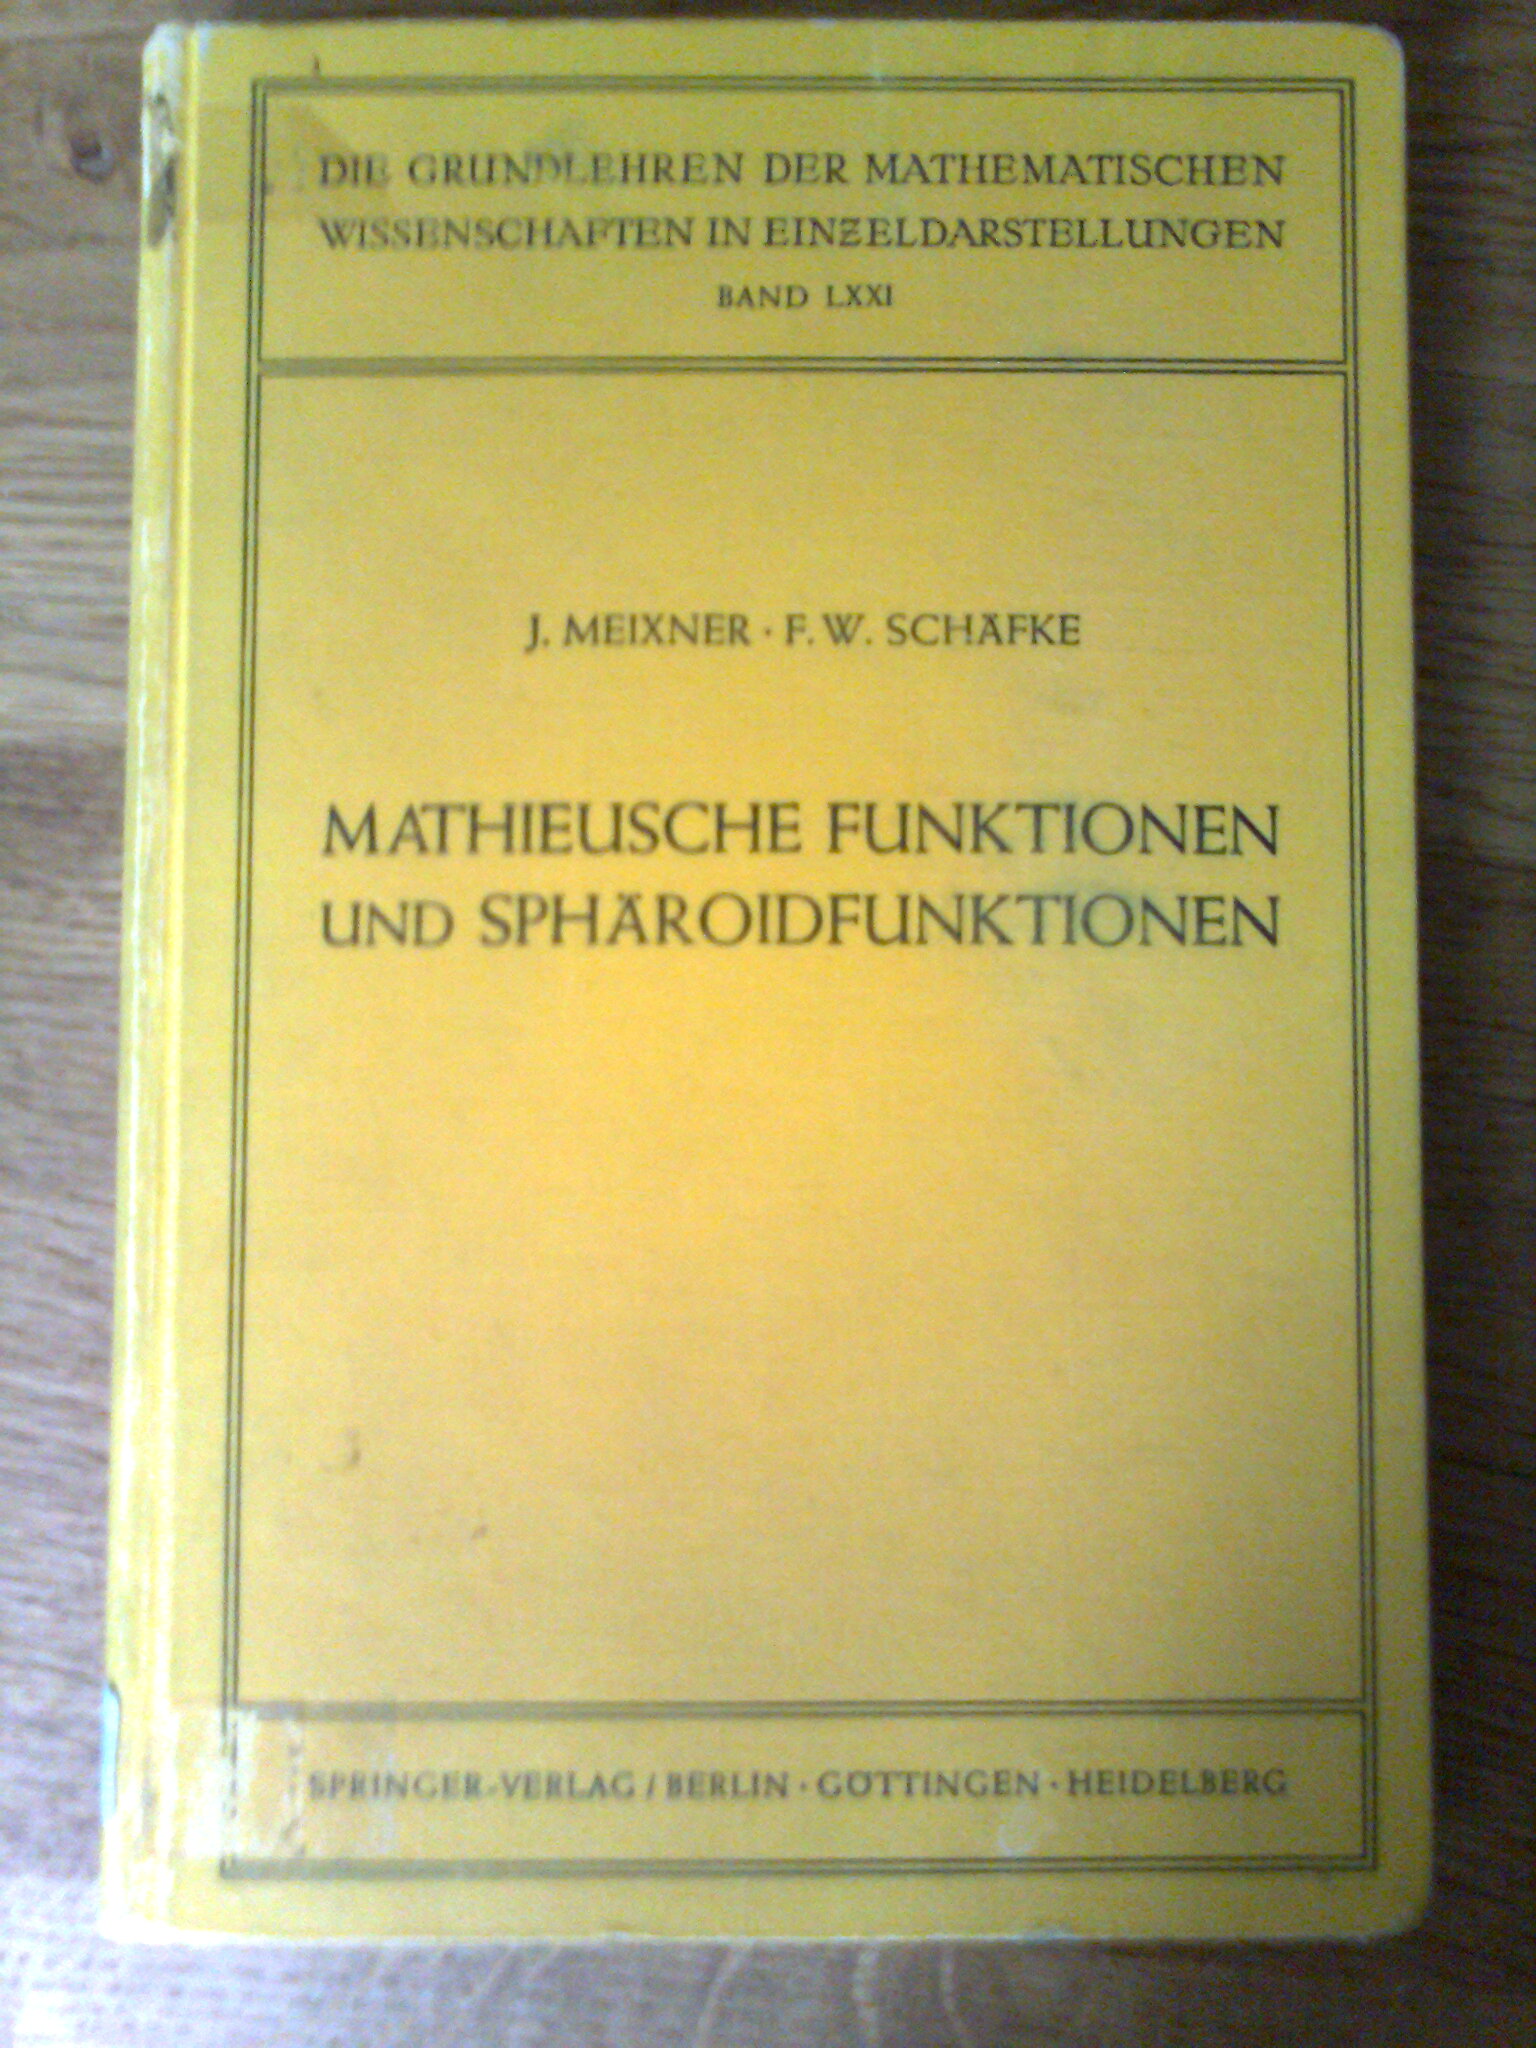 DIE GRUNDLEHREN DER MATHEMATISCHEN
WISSENSCHAFTEN IN EINZELDARSTELLUNGEN
BAND LXXI
J. MEIXNER · F. W. SCHÄFKE
MATHIEUSCHE FUNKTIONEN
UND SPHÄROIDFUNKTIONEN
SPRINGER-VERLAG / BERLIN · GÖTTINGEN · HEIDELBERG